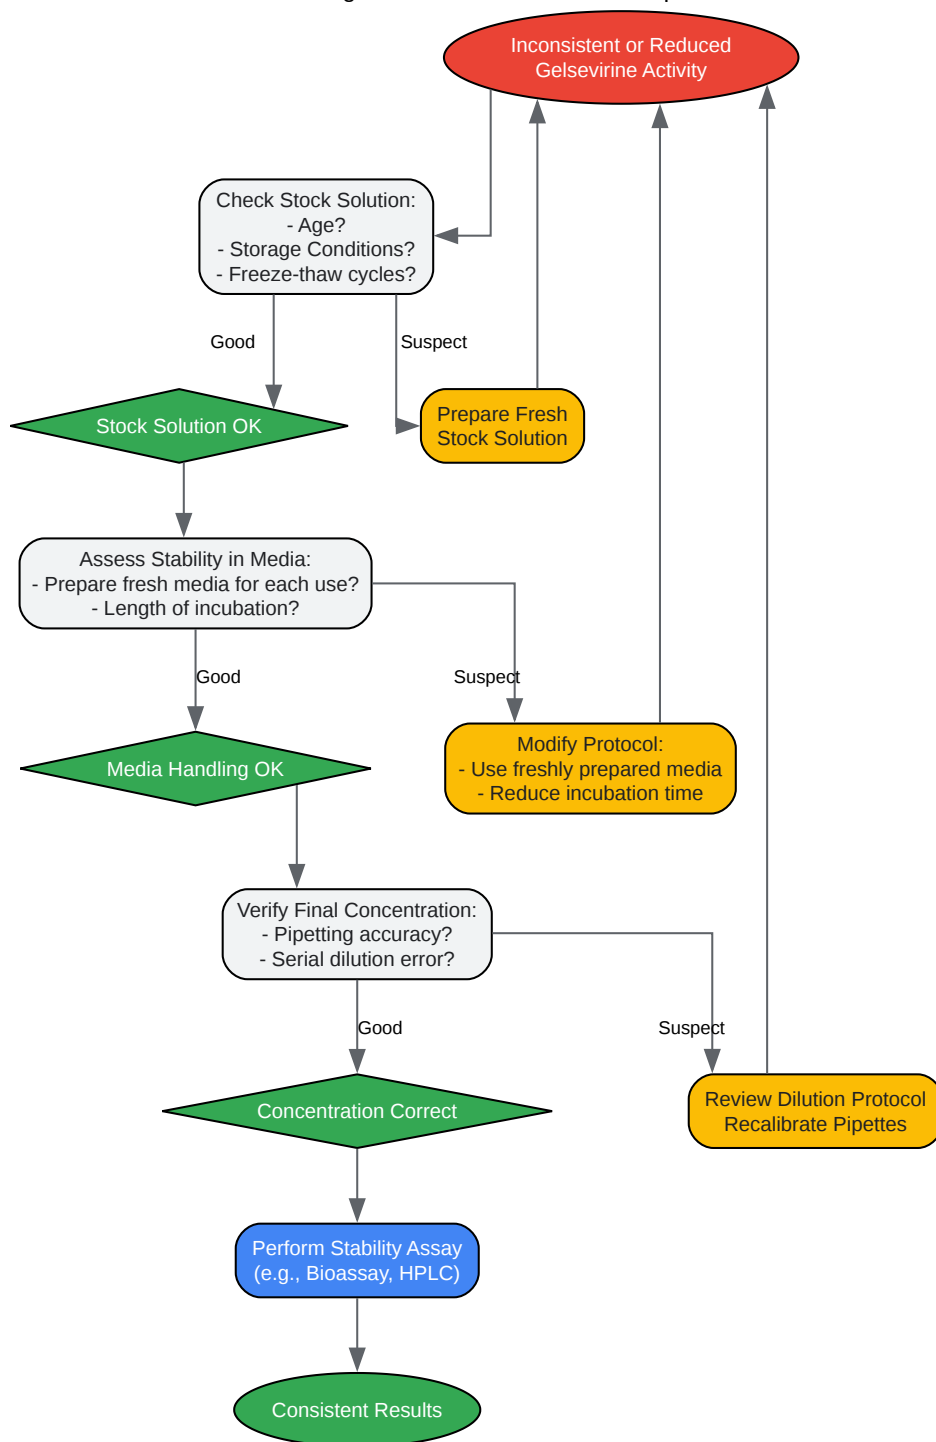 Inconsistent or Reduced
Gelsevirine Activity
Check Stock Solution:
- Age?
- Storage Conditions?
- Freeze-thaw cycles?
Good
Suspect
Stock Solution OK
Prepare Fresh
Stock Solution
Assess Stability in Media:
- Prepare fresh media for each use?
- Length of incubation?
Good
Suspect
Media Handling OK
Modify Protocol:
- Use freshly prepared media
- Reduce incubation time
Verify Final Concentration:
- Pipetting accuracy?
- Serial dilution error?
Good
Suspect
Concentration Correct
Review Dilution Protocol
Recalibrate Pipettes
Perform Stability Assay
(e.g., Bioassay, HPLC)
Consistent Results